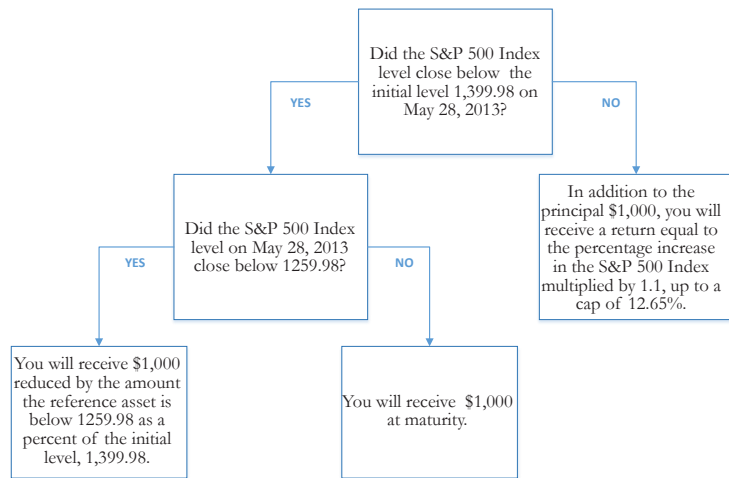 Did the S&P 500 Index
level close below the
initial level 1,399.98 on
May 28, 2013?
YES
NO
Did the S&P 500 Index
level on May 28, 2013
close below 1259.98?
In addition to the
principal $1,000, you will
receive a return equal to
the percentage increase
in the S&P 500 Index
multiplied by 1.1, up to a
cap of 12.65%.
YES
NO
You will receive $1,000
reduced by the amount
the reference asset is
below 1259.98 as a
percent of the initial
level, 1,399.98.
You will receive $1,000
at maturity.